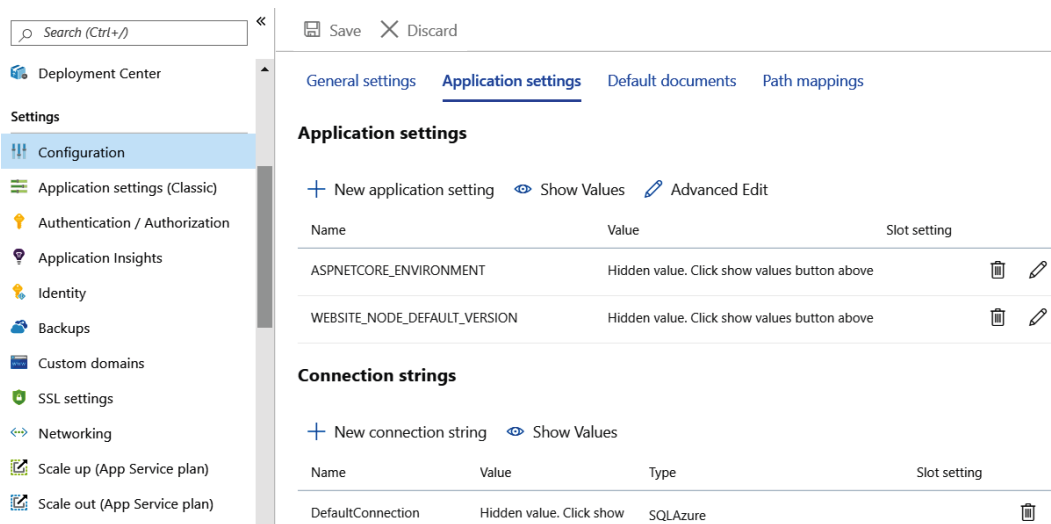 Search (Ctrl+/)
«
Deployment Center
Settings
Configuration
Application settings (Classic)
Authentication / Authorization
Application Insights
Identity
Backups
Custom domains
SSL settings
Networking
Scale up (App Service plan)
Scale out (App Service plan)
Save Discard
General settings Application settings Default documents Path mappings
Application settings
New application setting Show Values Advanced Edit
Name Value Slot setting
ASPNETCORE_ENVIRONMENT Hidden value. Click show values button above
WEBSITE_NODE_DEFAULT_VERSION Hidden value. Click show values button above
Connection strings
New connection string Show Values
Name Value Type Slot setting
DefaultConnection Hidden value. Click show SQLAzure